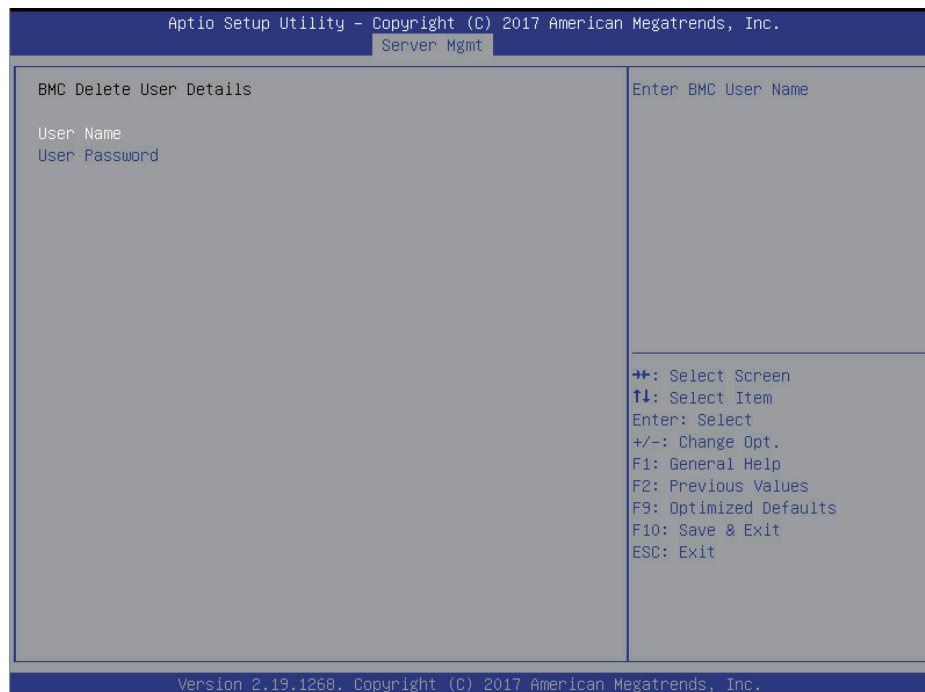 Aptio Setup Utility – Copyright (C) 2017 American Megatrends, Inc.
Server Mgmt
BMC Delete User Details
User Name
User Password
Enter BMC User Name
→←: Select Screen
↑↓: Select Item
Enter: Select
+/-: Change Opt.
F1: General Help
F2: Previous Values
F9: Optimized Defaults
F10: Save & Exit
ESC: Exit
Version 2.19.1268. Copyright (C) 2017 American Megatrends, Inc.